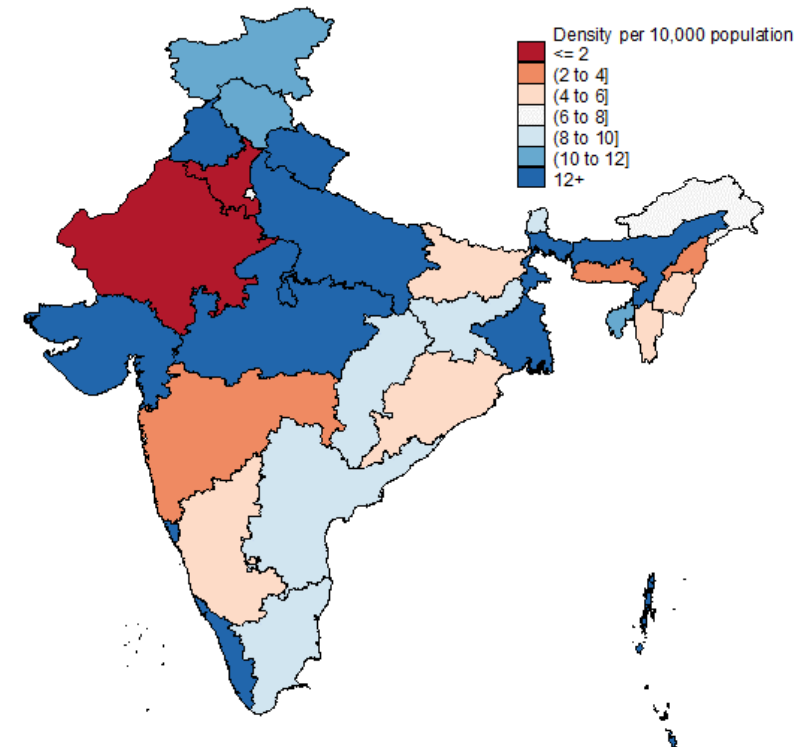 Density per 10,000 population
<= 2
(2 to 4]
(4 to 6]
(6 to 8]
(8 to 10]
(10 to 12]
12+